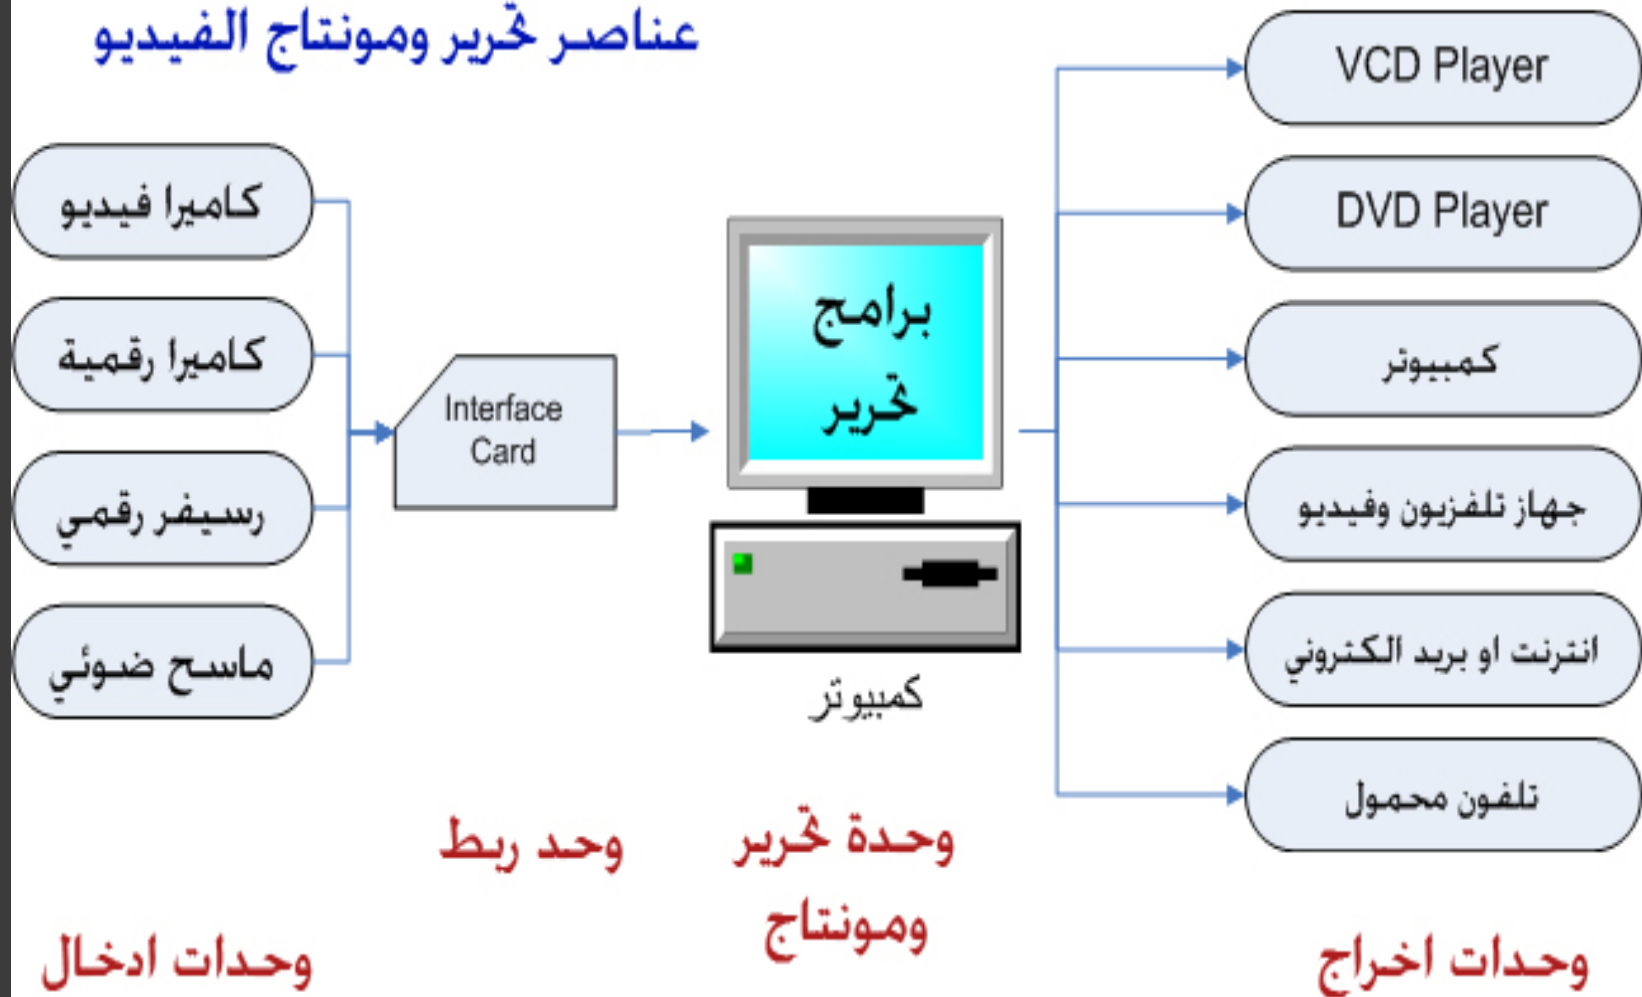 عناصر تحرير ومونتاج الفيديو
كاميرا فيديو
كاميرا رقمية
رسيفر رقمي
ماسح ضوئي
Interface
Card
برامج
تحرير
كمبيوتر
VCD Player
DVD Player
كمبيوتر
جهاز تلفزيون وفيديو
انترنت او بريد الكتروني
تلفون محمول
وحدات ادخال
وحد ربط
وحدة تحرير
ومونتاج
وحدات اخراج